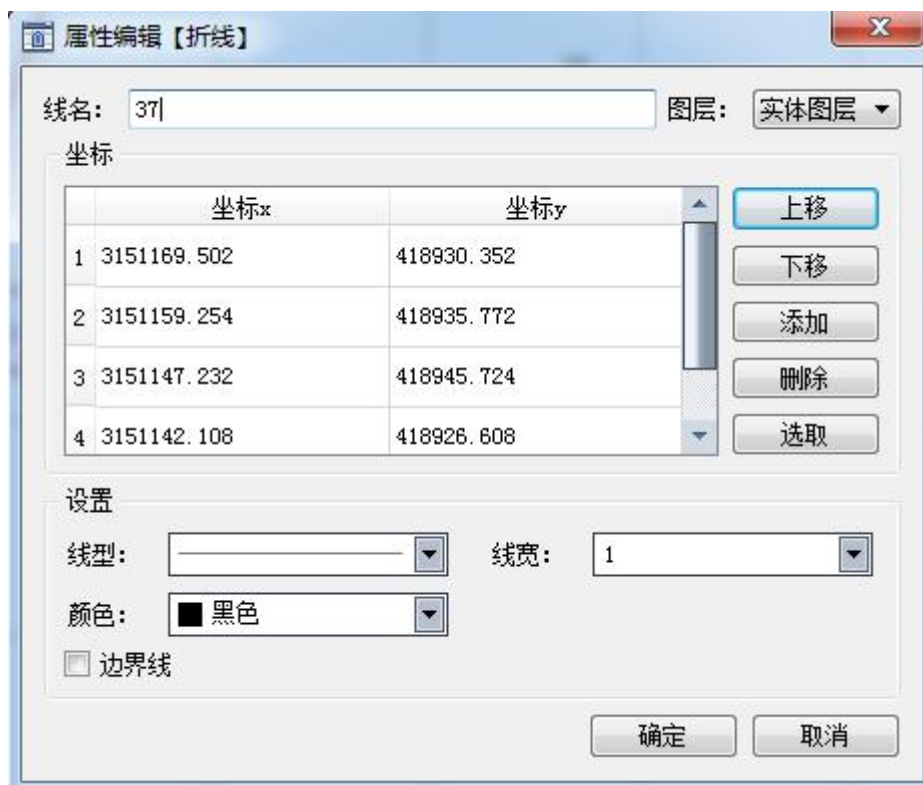 属性编辑【折线】
线名: 37 图层: 实体图层
坐标
坐标x 坐标y 上移
1 3151169.502 418930.352
下移
2 3151159.254 418935.772 添加
3 3151147.232 418945.724 删除
4 3151142.108 418926.608 选取
设置
线型: 线宽: 1
颜色: 黑色
边界线
确定 取消